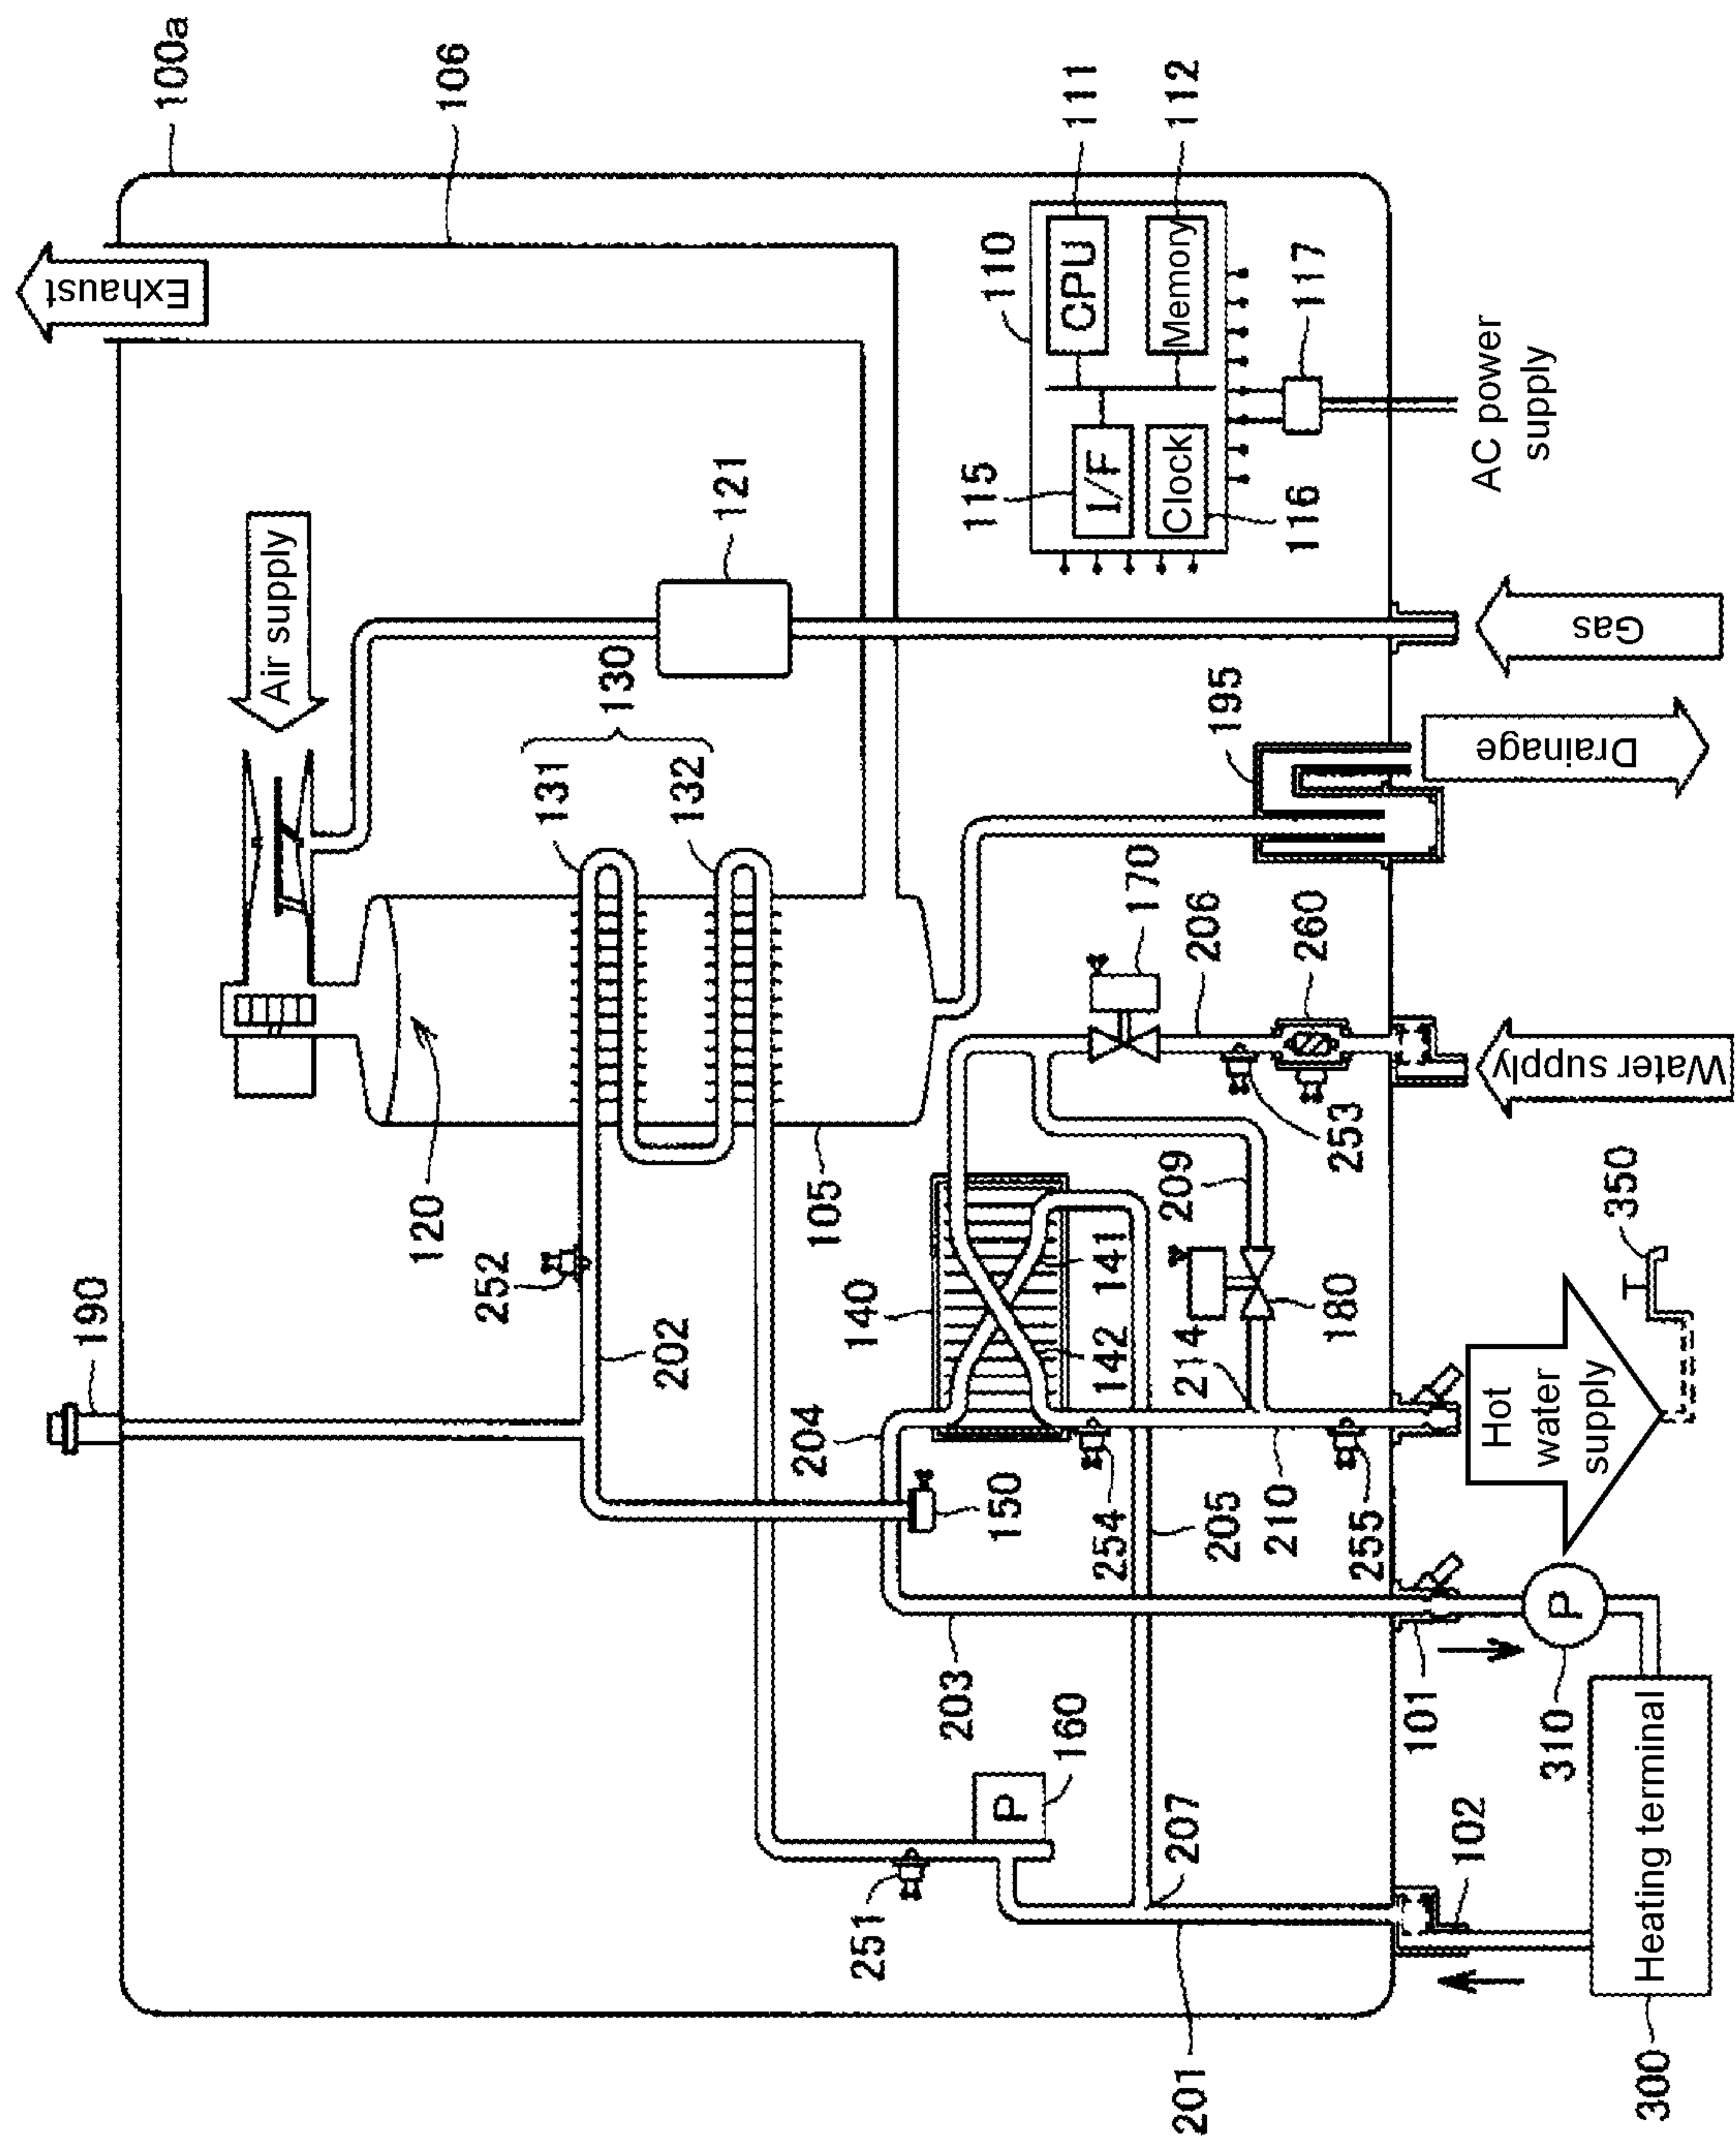 100a
106
Exhaust
190
Air supply
121
120
130
131
132
252
202
105
110
CPU
111
Memory
112
I/F
115
Clock
116
117
AC power
supply
195
Gas
Drainage
170
206
260
253
Water supply
140
141
142
209
180
214
204
150
254
205
210
255
203
160
P
251
207
201
102
101
310
P
Hot
water
supply
350
Heating terminal
300